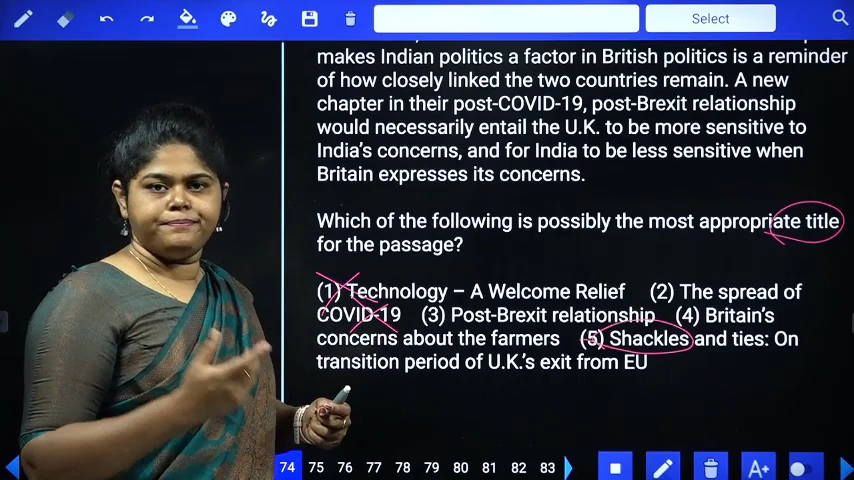 Select
makes Indian politics a factor in British politics is a reminder
of how closely linked the two countries remain. A new
chapter in their post-COVID-19, post-Brexit relationship
would necessarily entail the U.K. to be more sensitive to
India's concerns, and for India to be less sensitive when
Britain expresses its concerns.
Which of the following is possibly the most appropriate title
for the passage?
(1) Technology – A Welcome Relief (2) The spread of
COVID-19 (3) Post-Brexit relationship (4) Britain's
concerns about the farmers (5) Shackles and ties: On
transition period of U.K.'s exit from EU
74 75 76 77 78 79 80 81 82 83
A+